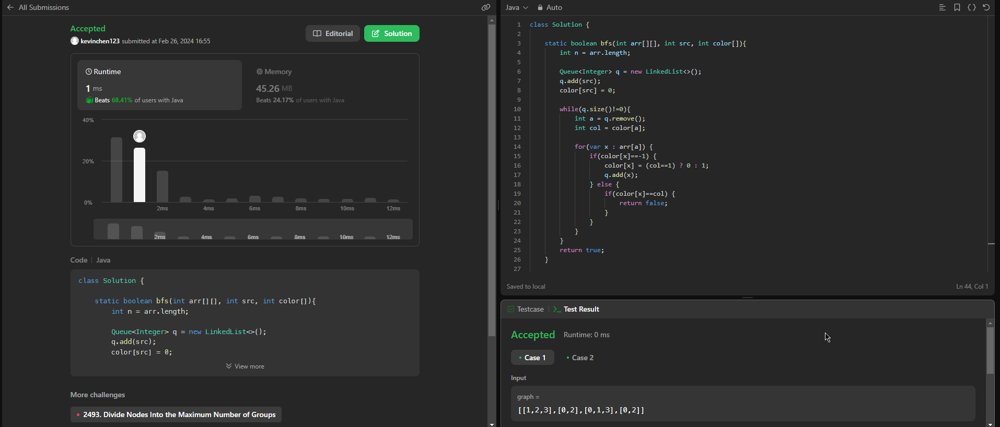 All Submissions
Accepted
kevinchen123 submitted at Feb 26, 2024 16:55
Editorial
Solution
Runtime
1 ms
Beats 68.41% of users with Java
Memory
45.26 MB
Beats 24.17% of users with Java
40%
20%
0%
2ms 4ms 6ms 8ms 10ms 12ms
2ms 4ms 6ms 8ms 10ms 12ms
Code | Java
class Solution {
static boolean bfs(int arr[][], int src, int color[]){
int n = arr.length;
Queue<Integer> q = new LinkedList<>();
q.add(src);
color[src] = 0;
View more
More challenges
2493. Divide Nodes Into the Maximum Number of Groups
Java Auto
1 class Solution {
2
3 static boolean bfs(int arr[][], int src, int color[]){
4 int n = arr.length;
5
6 Queue<Integer> q = new LinkedList<>();
7 q.add(src);
8 color[src] = 0;
9
10 while(q.size()!=0){
11 int a = q.remove();
12 int col = color[a];
13
14 for(var x : arr[a]) {
15 if(color[x]==-1) {
16 color[x] = (col==1) ? 0 : 1;
17 q.add(x);
18 } else {
19 if(color[x]==col) {
20 return false;
21 }
22 }
23 }
24 }
25 return true;
26 }
27
Saved to local
Ln 44, Col 1
Testcase | Test Result
Accepted Runtime: 0 ms
Case 1 Case 2
Input
graph =
[[1,2,3],[0,2],[0,1,3],[0,2]]